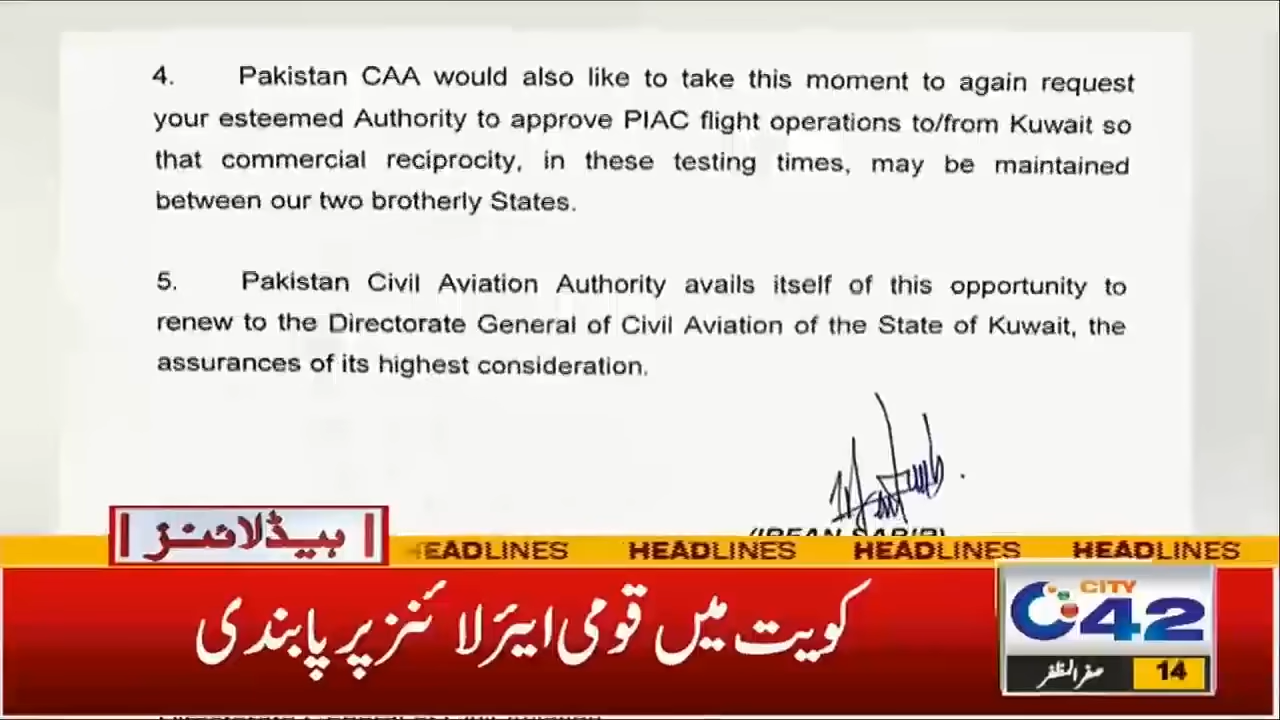 4. Pakistan CAA would also like to take this moment to again request
your esteemed Authority to approve PIAC flight operations to/from Kuwait so
that commercial reciprocity, in these testing times, may be maintained
between our two brotherly States.
5. Pakistan Civil Aviation Authority avails itself of this opportunity to
renew to the Directorate General of Civil Aviation of the State of Kuwait, the
assurances of its highest consideration.
(IRFAN SABIR)
ہیڈلائنز
EADLINES HEADLINES HEADLINES HEADLINES
کویت میں قومی ایئرلائنز پر پابندی
CITY
42
صفر المظفر 14